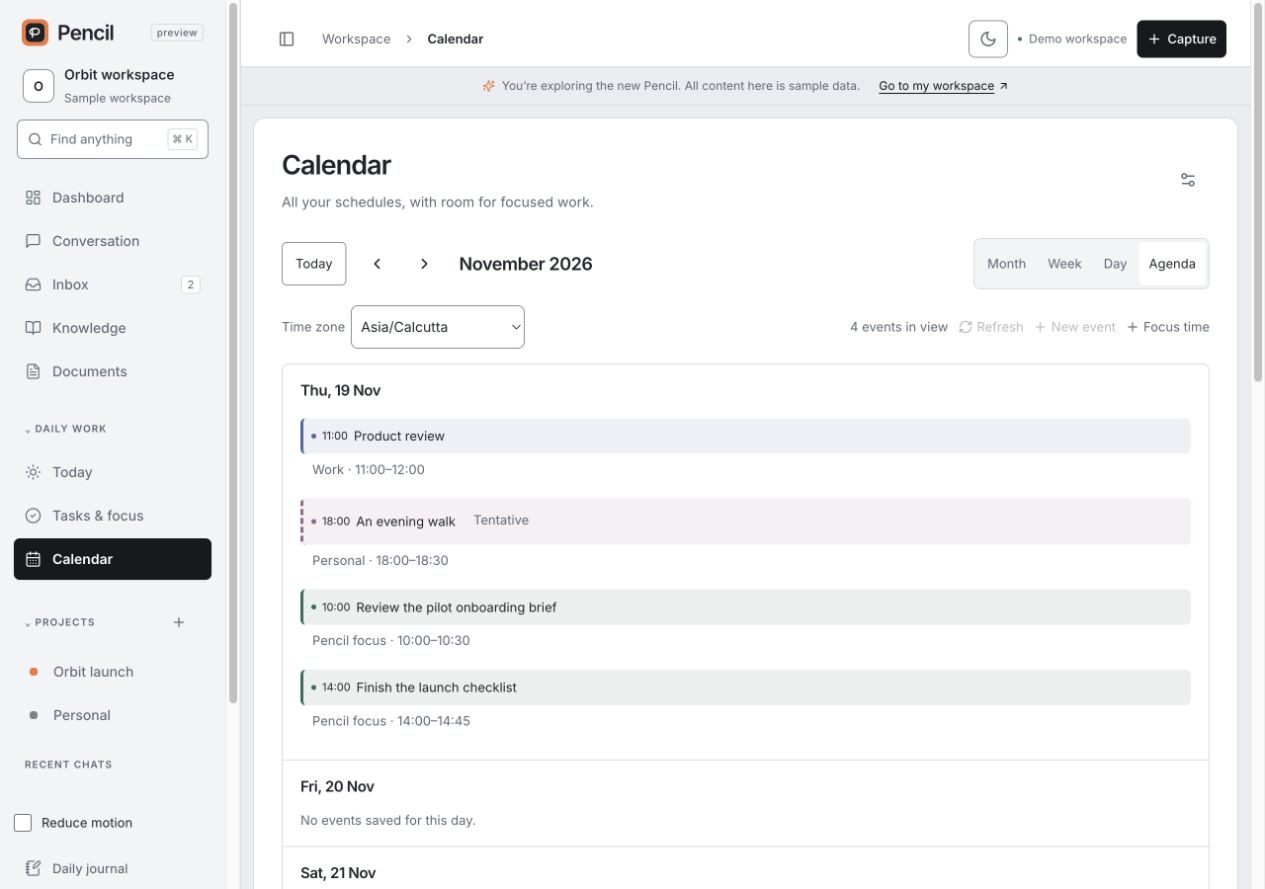 Pencil preview
Orbit workspace
O
Sample workspace
Find anything ⌘ K
Dashboard
Conversation
Inbox 2
Knowledge
Documents
DAILY WORK
Today
Tasks & focus
Calendar
PROJECTS +
Orbit launch
Personal
RECENT CHATS
Reduce motion
Daily journal
Workspace > Calendar
Demo workspace
+ Capture
You're exploring the new Pencil. All content here is sample data. Go to my workspace ↗
Calendar
All your schedules, with room for focused work.
Today < > November 2026
Month Week Day Agenda
Time zone Asia/Calcutta
4 events in view Refresh + New event + Focus time
Thu, 19 Nov
• 11:00 Product review
Work · 11:00–12:00
• 18:00 An evening walk Tentative
Personal · 18:00–18:30
• 10:00 Review the pilot onboarding brief
Pencil focus · 10:00–10:30
• 14:00 Finish the launch checklist
Pencil focus · 14:00–14:45
Fri, 20 Nov
No events saved for this day.
Sat, 21 Nov